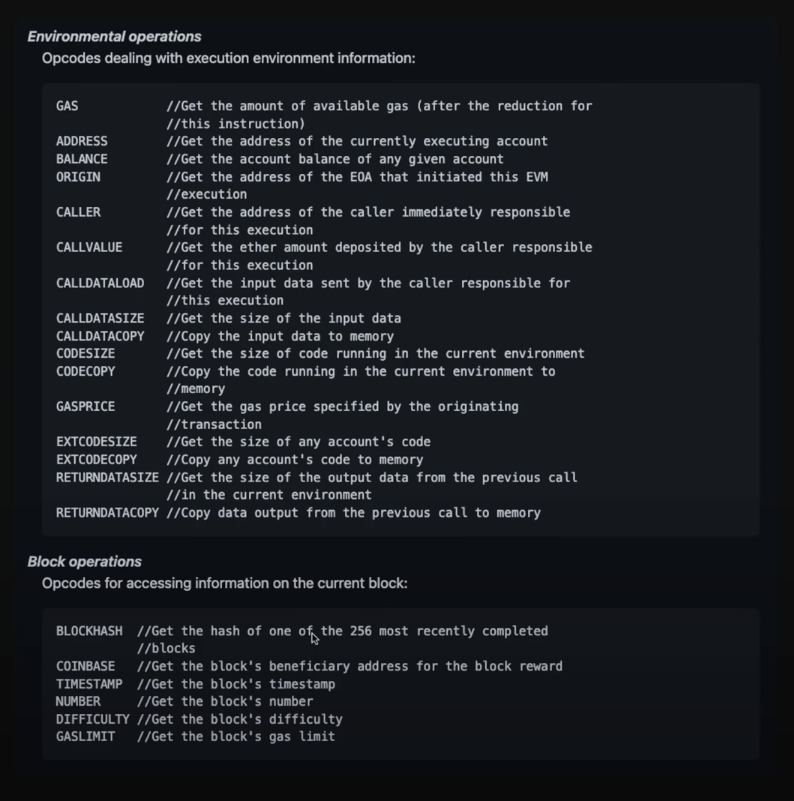 Environmental operations
Opcodes dealing with execution environment information:
GAS //Get the amount of available gas (after the reduction for
//this instruction)
ADDRESS //Get the address of the currently executing account
BALANCE //Get the account balance of any given account
ORIGIN //Get the address of the EOA that initiated this EVM
//execution
CALLER //Get the address of the caller immediately responsible
//for this execution
CALLVALUE //Get the ether amount deposited by the caller responsible
//for this execution
CALLDATALOAD //Get the input data sent by the caller responsible for
//this execution
CALLDATASIZE //Get the size of the input data
CALLDATACOPY //Copy the input data to memory
CODESIZE //Get the size of code running in the current environment
CODECOPY //Copy the code running in the current environment to
//memory
GASPRICE //Get the gas price specified by the originating
//transaction
EXTCODESIZE //Get the size of any account's code
EXTCODECOPY //Copy any account's code to memory
RETURNDATASIZE //Get the size of the output data from the previous call
//in the current environment
RETURNDATACOPY //Copy data output from the previous call to memory
Block operations
Opcodes for accessing information on the current block:
BLOCKHASH //Get the hash of one of the 256 most recently completed
//blocks
COINBASE //Get the block's beneficiary address for the block reward
TIMESTAMP //Get the block's timestamp
NUMBER //Get the block's number
DIFFICULTY //Get the block's difficulty
GASLIMIT //Get the block's gas limit